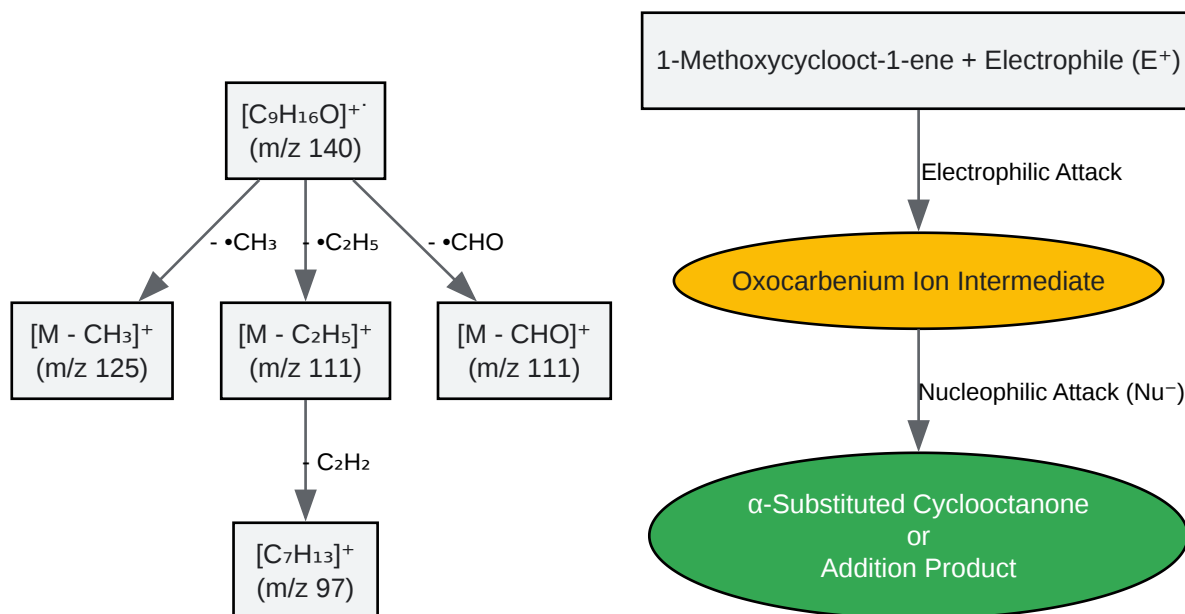 [C₉H₁₆O]⁺˙
(m/z 140)
- •CH₃
- •C₂H₅
- •CHO
[M - CH₃]⁺
(m/z 125)
[M - C₂H₅]⁺
(m/z 111)
[M - CHO]⁺
(m/z 111)
- C₂H₂
[C₇H₁₃]⁺
(m/z 97)
1-Methoxycyclooct-1-ene + Electrophile (E⁺)
Electrophilic Attack
Oxocarbenium Ion Intermediate
Nucleophilic Attack (Nu⁻)
α-Substituted Cyclooctanone
or
Addition Product